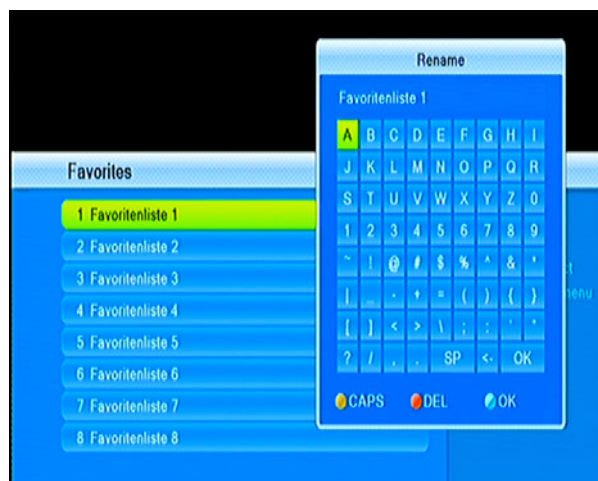 Rename
Favoritenliste 1
A B C D E F G H I
J K L M N O P Q R
S T U V W X Y Z 0
1 2 3 4 5 6 7 8 9
~ ! @ # $ % ^ & *
| _ - + = ( ) { }
[ ] < > \ ; : ' "
? / , . SP <- OK
CAPS DEL OK
Favorites
1 Favoritenliste 1
2 Favoritenliste 2
3 Favoritenliste 3
4 Favoritenliste 4
5 Favoritenliste 5
6 Favoritenliste 6
7 Favoritenliste 7
8 Favoritenliste 8